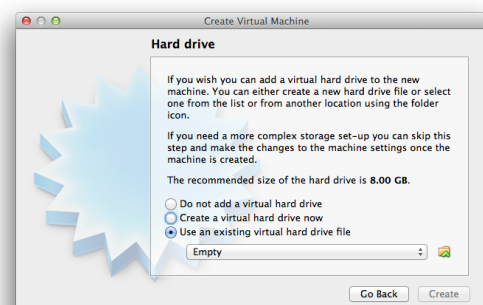 Create Virtual Machine
Hard drive
If you wish you can add a virtual hard drive to the new
machine. You can either create a new hard drive file or select
one from the list or from another location using the folder
icon.
If you need a more complex storage set-up you can skip this
step and make the changes to the machine settings once the
machine is created.
The recommended size of the hard drive is 8.00 GB.
Do not add a virtual hard drive
Create a virtual hard drive now
Use an existing virtual hard drive file
Empty
Go Back Create